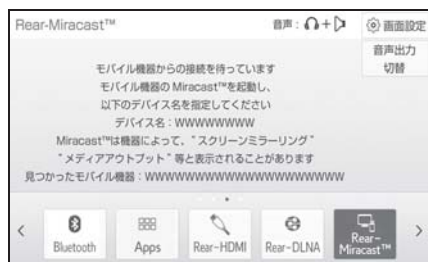 Rear-Miracast™
音声：
+
画面設定
音声出力
切替
モバイル機器からの接続を待っています
モバイル機器の Miracast™を起動し、
以下のデバイス名を指定してください
デバイス名：WWWWWWWWW
Miracast™は機器によって、"スクリーンミラーリング"
"メディアアウトプット"等と表示されることがあります
見つかったモバイル機器：WWWWWWWWWWWWWWWWWWWW
< Bluetooth Apps Rear-HDMI Rear-DLNA Rear- >
Miracast™